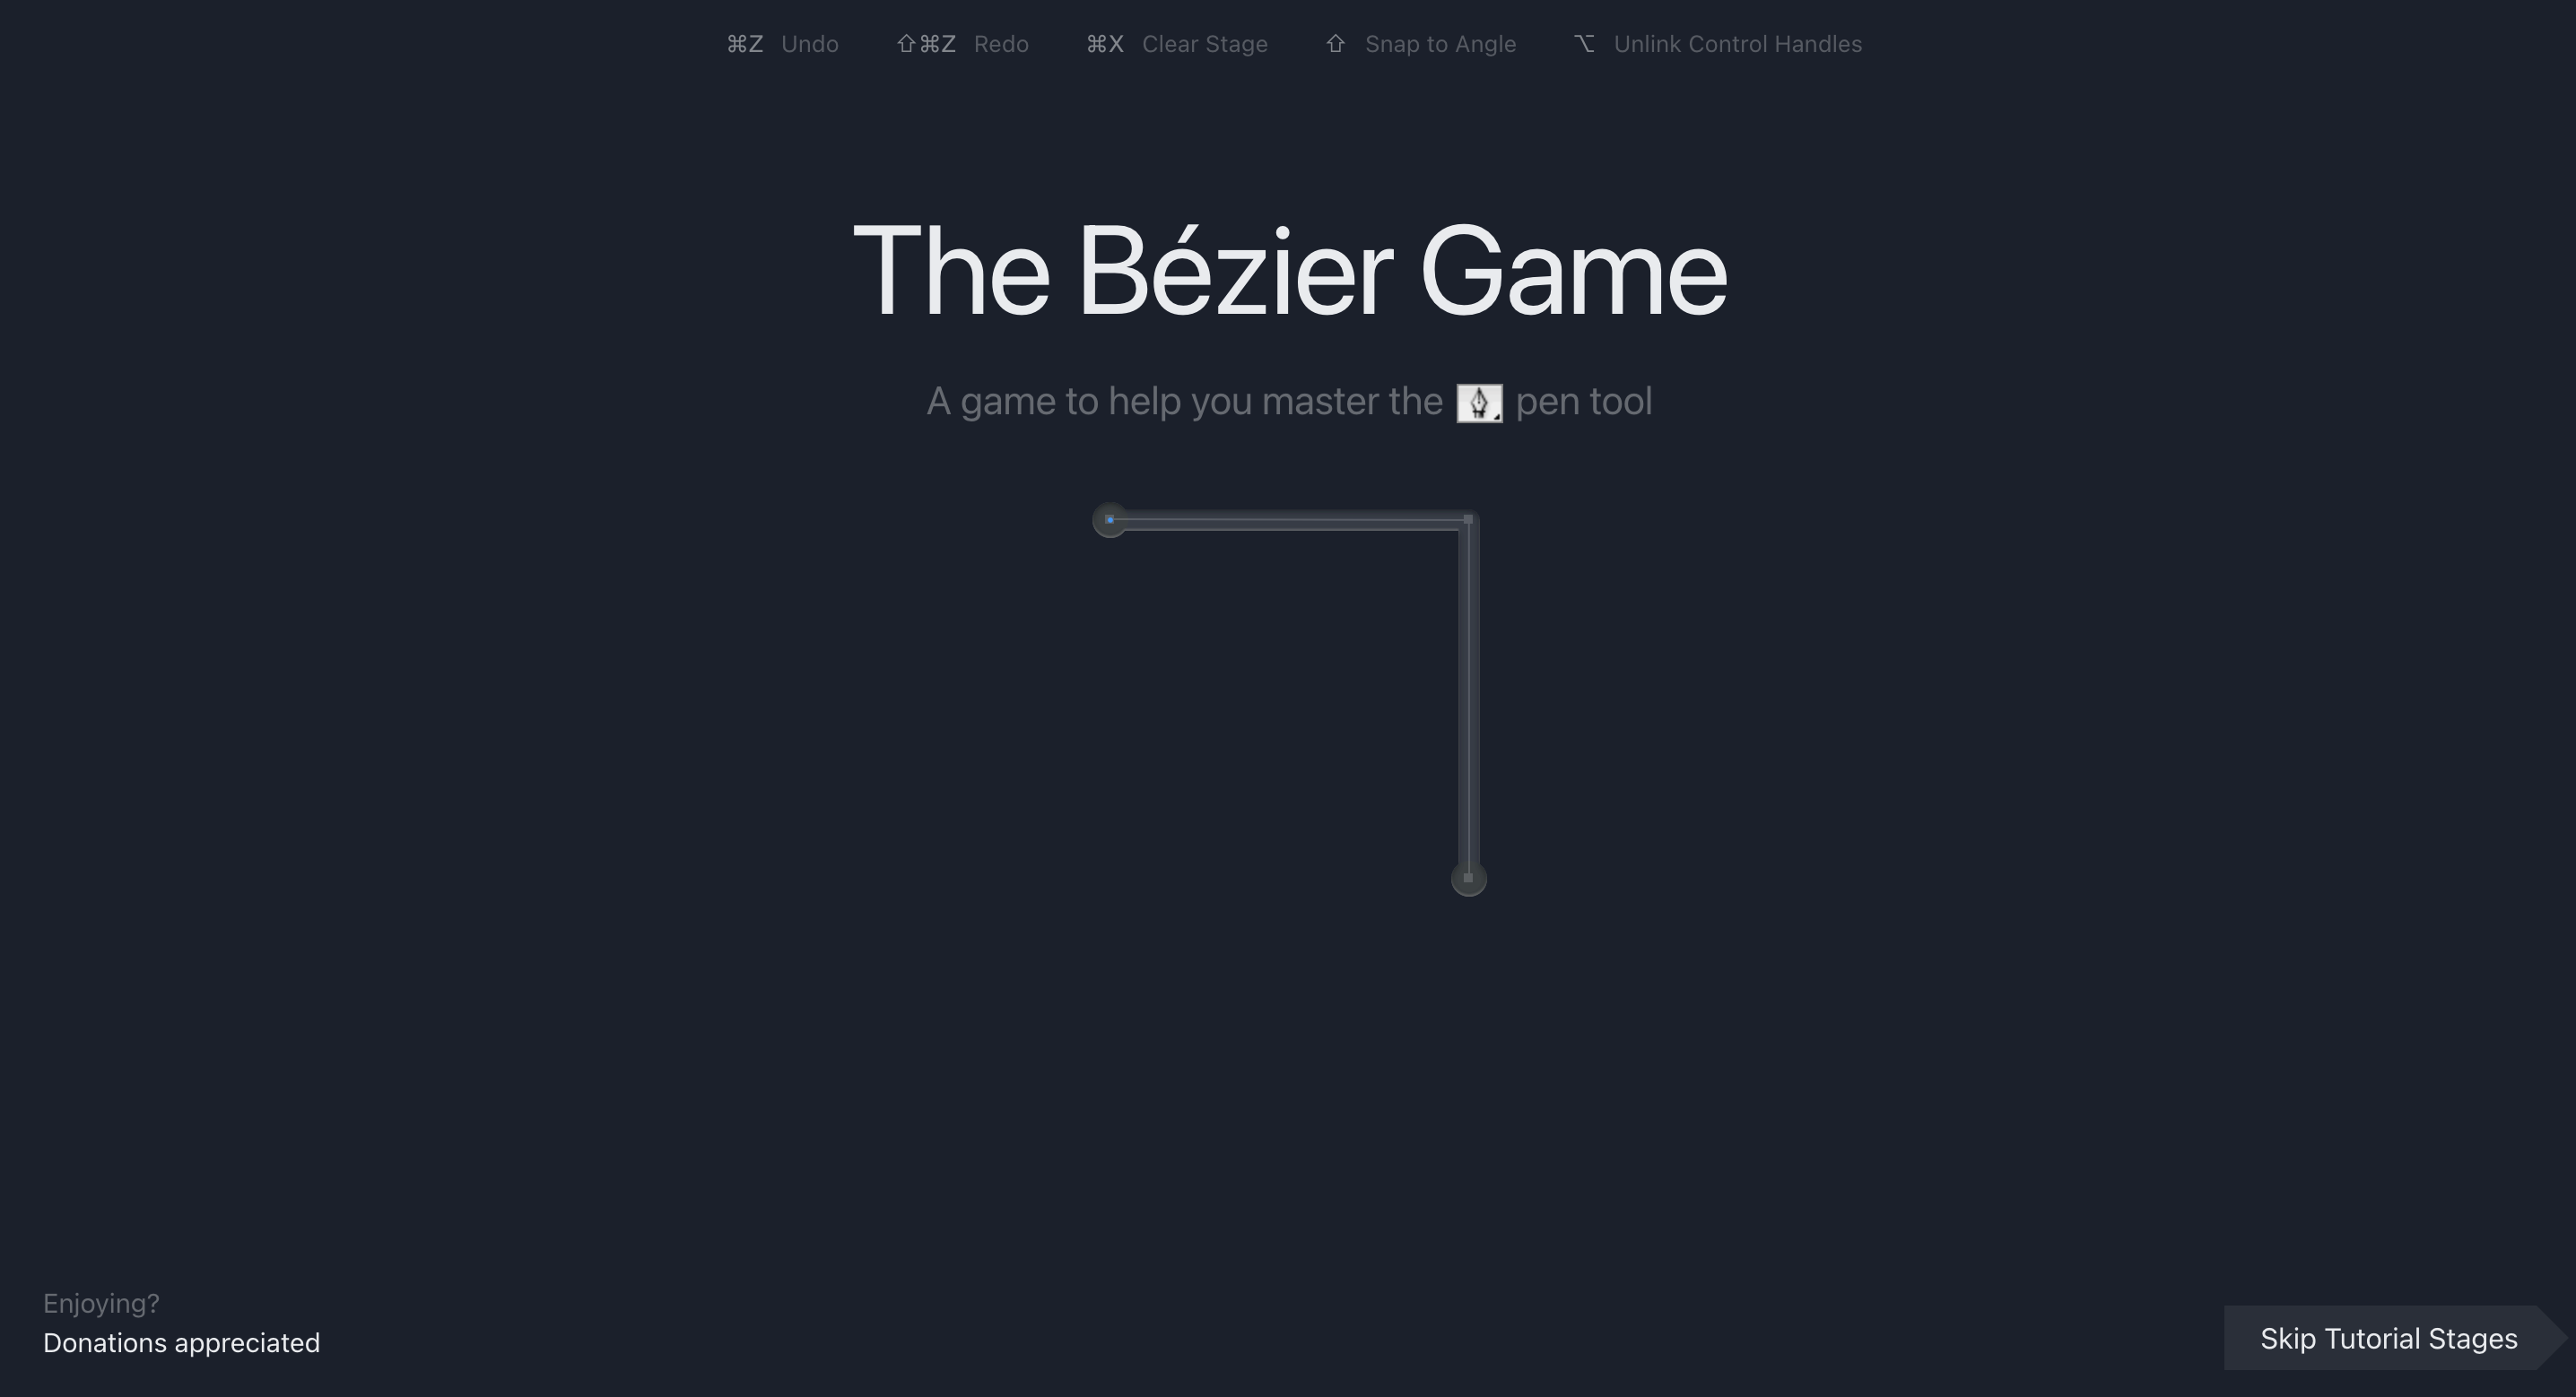 ⌘Z Undo ⇧⌘Z Redo ⌘X Clear Stage ⇧ Snap to Angle ⌥ Unlink Control Handles
The Bézier Game
A game to help you master the pen tool
Enjoying?
Donations appreciated
Skip Tutorial Stages